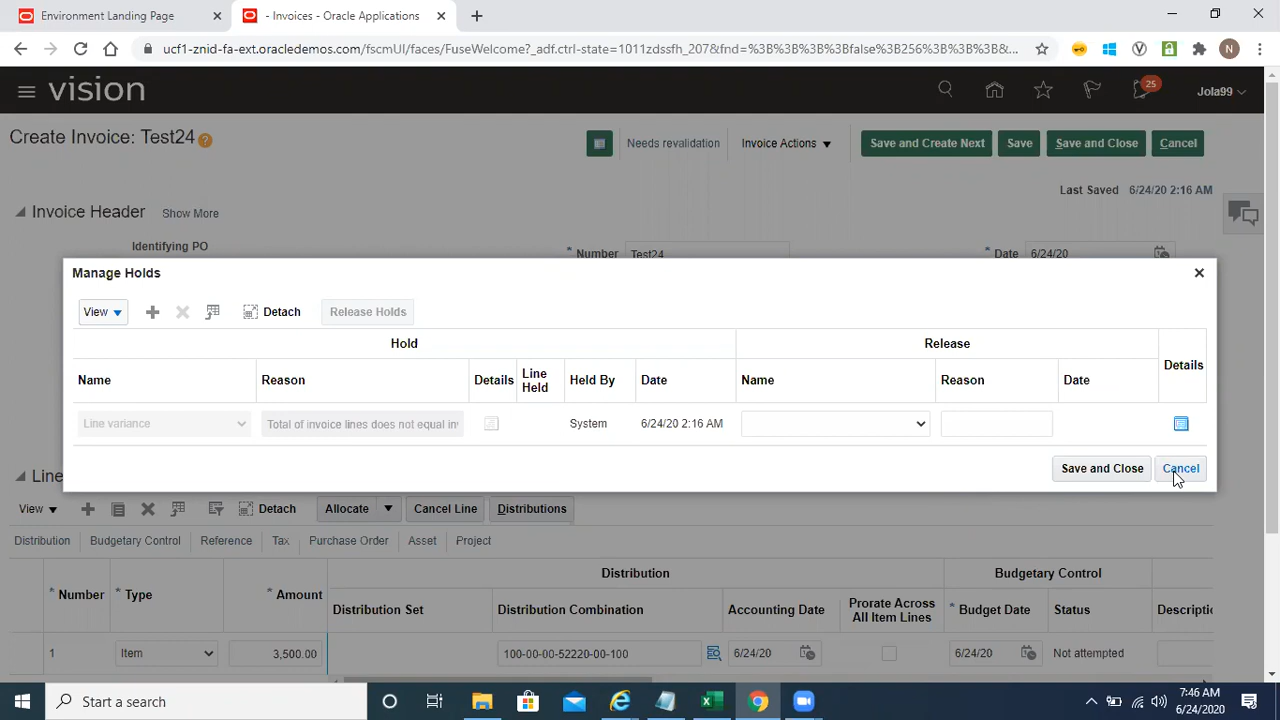 Environment Landing Page
- Invoices - Oracle Applications
ucf1-znid-fa-ext.oracledemos.com/fscmUI/faces/FuseWelcome?_adf.ctrl-state=1011zdssfh_207&fnd=%3B%3B%3B%3Bfalse%3B256%3B%3B%3B&...
N
vision
25
Jola99
Create Invoice: Test24 ?
Needs revalidation
Invoice Actions
Save and Create Next
Save
Save and Close
Cancel
Last Saved 6/24/20 2:16 AM
Invoice Header
Show More
Identifying PO
* Number Test24
* Date 6/24/20
Manage Holds
View
Detach
Release Holds
Hold
Release
Details
Name
Reason
Details
Line Held
Held By
Date
Name
Reason
Date
Line variance
Total of invoice lines does not equal in
System
6/24/20 2:16 AM
Save and Close
Cancel
Line
View
Detach
Allocate
Cancel Line
Distributions
Distribution
Budgetary Control
Reference
Tax
Purchase Order
Asset
Project
Distribution
Budgetary Control
* Number
* Type
* Amount
Distribution Set
Distribution Combination
Accounting Date
Prorate Across All Item Lines
* Budget Date
Status
Descriptic
1
Item
3,500.00
100-00-00-52220-00-100
6/24/20
6/24/20
Not attempted
Start a search
7:46 AM
6/24/2020